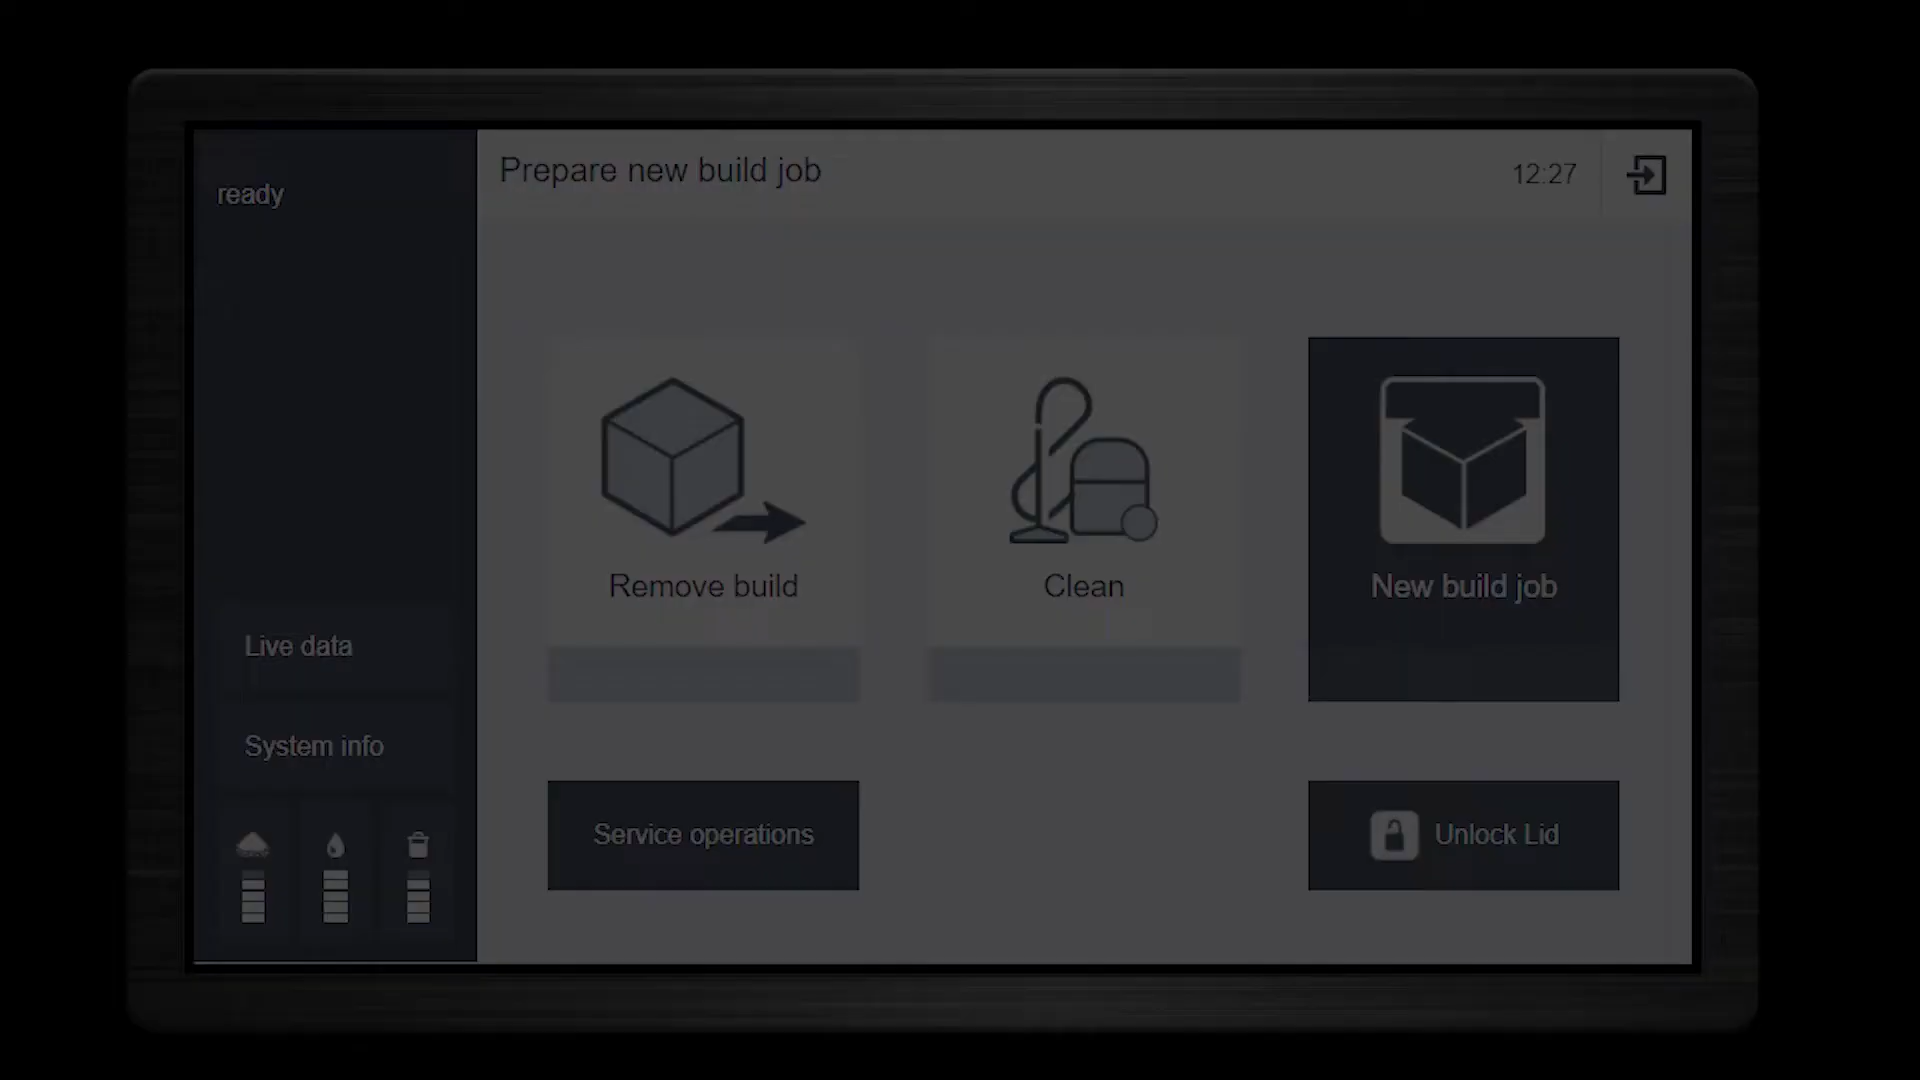 ready
Prepare new build job
12:27
Remove build
Clean
New build job
Live data
System info
Service operations
Unlock Lid